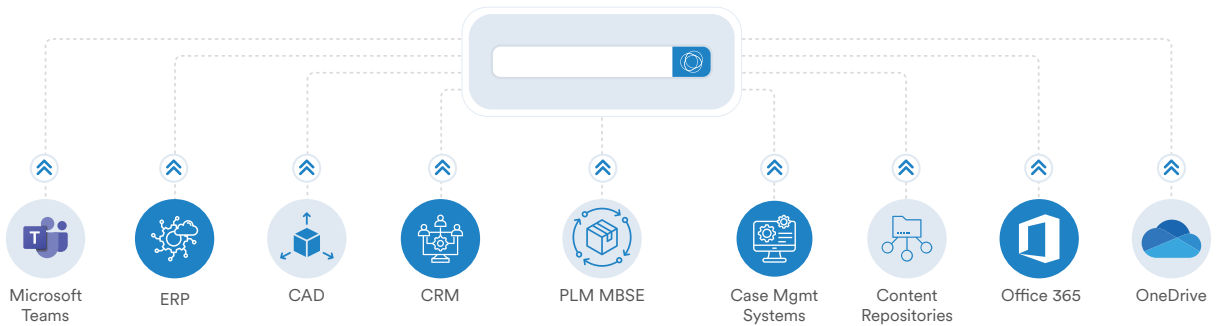 T
Microsoft
Teams
ERP
CAD
CRM
PLM MBSE
Case Mgmt
Systems
Content
Repositories
Office 365
OneDrive